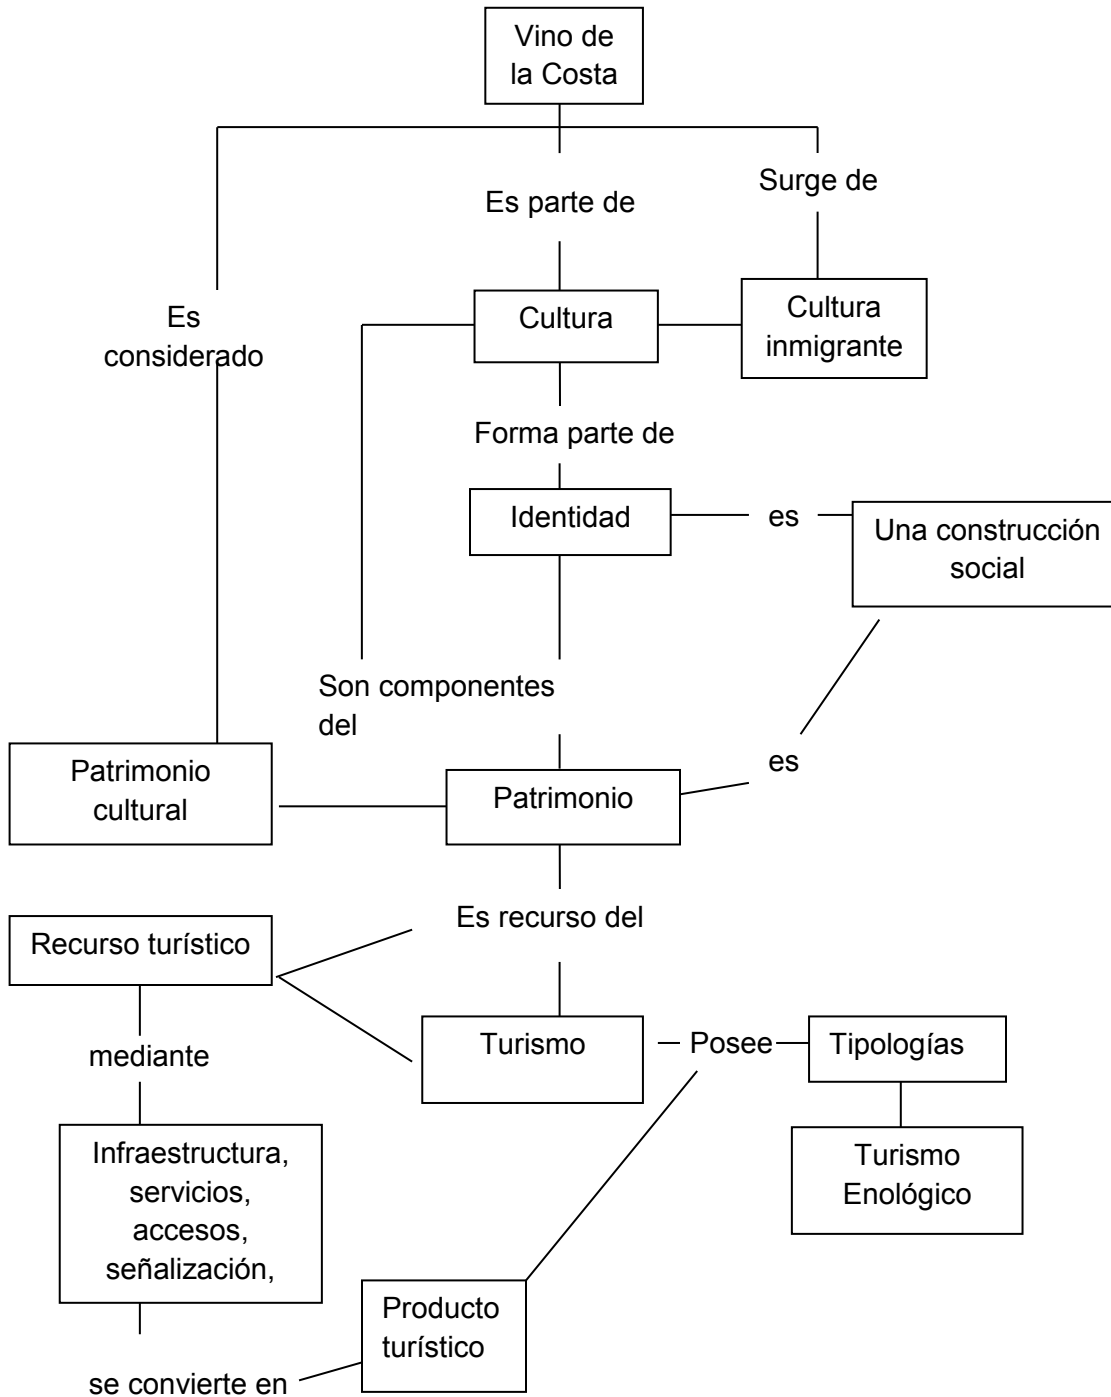 Vino de
la Costa
Surge de
Es parte de
Es
considerado
Cultura
Cultura
inmigrante
Forma parte de
Identidad
es
Una construcción
social
Son componentes
del
es
Patrimonio
cultural
Patrimonio
Es recurso del
Recurso turístico
Turismo
Posee
Tipologías
mediante
Turismo
Enológico
Infraestructura,
servicios,
accesos,
señalización,
Producto
turístico
se convierte en